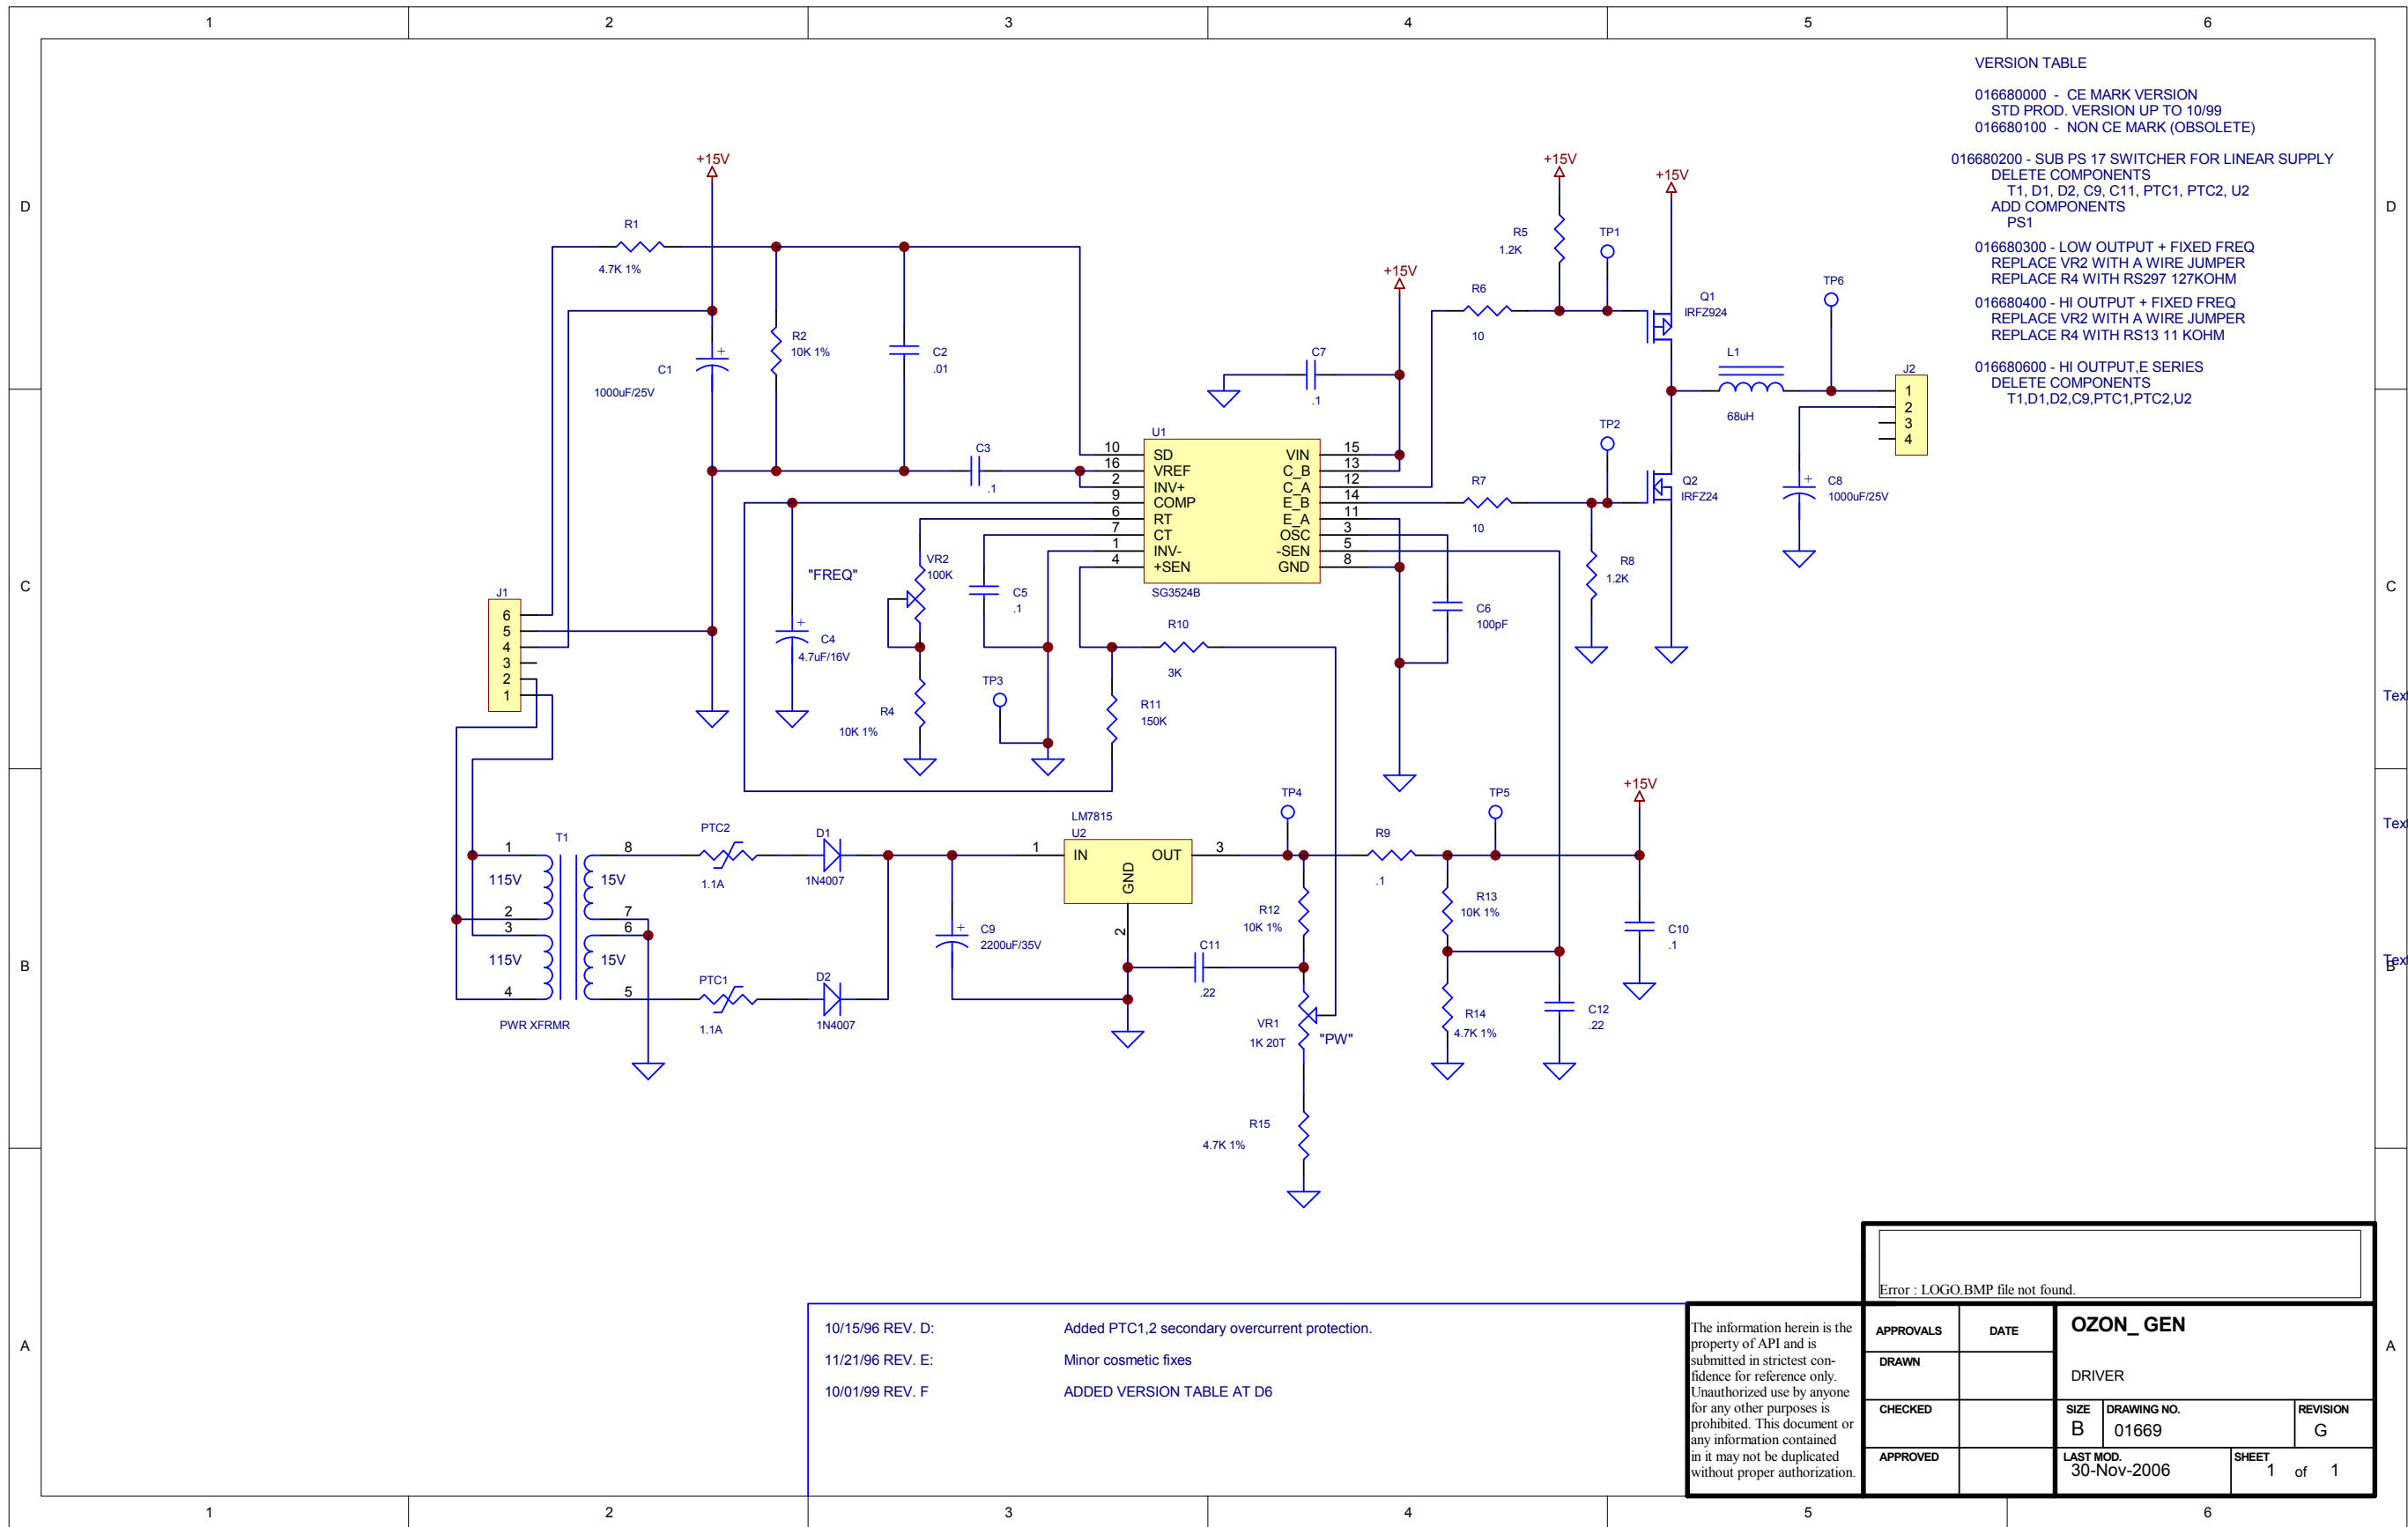 1 2 3 4 5 6
D
C
B
A
D
C
B
A
VERSION TABLE
016680000 - CE MARK VERSION
STD PROD. VERSION UP TO 10/99
016680100 - NON CE MARK (OBSOLETE)
016680200 - SUB PS 17 SWITCHER FOR LINEAR SUPPLY
DELETE COMPONENTS
T1, D1, D2, C9, C11, PTC1, PTC2, U2
ADD COMPONENTS
PS1
016680300 - LOW OUTPUT + FIXED FREQ
REPLACE VR2 WITH A WIRE JUMPER
REPLACE R4 WITH RS297 127KOHM
016680400 - HI OUTPUT + FIXED FREQ
REPLACE VR2 WITH A WIRE JUMPER
REPLACE R4 WITH RS13 11 KOHM
016680600 - HI OUTPUT,E SERIES
DELETE COMPONENTS
T1,D1,D2,C9,PTC1,PTC2,U2
+15V
R1
4.7K 1%
R2
10K 1%
C1
1000uF/25V
C2
.01
C3
.1
+15V
C7
.1
+15V
R5
1.2K
TP1
+15V
R6
10
Q1
IRFZ924
TP6
L1
68uH
J2
1
2
3
4
C8
1000uF/25V
TP2
R7
10
Q2
IRFZ24
R8
1.2K
U1
10 SD VIN 15
16 VREF C_B 13
2 INV+ C_A 12
9 COMP E_B 14
6 RT E_A 11
7 CT OSC 3
1 INV- -SEN 5
4 +SEN GND 8
SG3524B
J1
6
5
4
3
2
1
"FREQ"
VR2
100K
C4
4.7uF/16V
C5
.1
C6
100pF
R10
3K
R11
150K
TP3
R4
10K 1%
T1
1
115V
2
3
115V
4
8
15V
7
6
15V
5
PWR XFRMR
PTC2
1.1A
D1
1N4007
PTC1
1.1A
D2
1N4007
C9
2200uF/35V
LM7815
U2
1 IN OUT 3
GND
2
C11
.22
TP4
R12
10K 1%
VR1
1K 20T
"PW"
R15
4.7K 1%
R9
.1
TP5
R13
10K 1%
R14
4.7K 1%
C12
.22
+15V
C10
.1
Tex
Tex
Tex
10/15/96 REV. D: Added PTC1,2 secondary overcurrent protection.
11/21/96 REV. E: Minor cosmetic fixes
10/01/99 REV. F ADDED VERSION TABLE AT D6
The information herein is the
property of API and is
submitted in strictest con-
fidence for reference only.
Unauthorized use by anyone
for any other purposes is
prohibited. This document or
any information contained
in it may not be duplicated
without proper authorization.
Error : LOGO.BMP file not found.
APPROVALS DATE
DRAWN
CHECKED
APPROVED
OZON_ GEN
DRIVER
SIZE DRAWING NO. REVISION
B 01669 G
LAST MOD. SHEET
30-Nov-2006 1 of 1
1 2 3 4 5 6